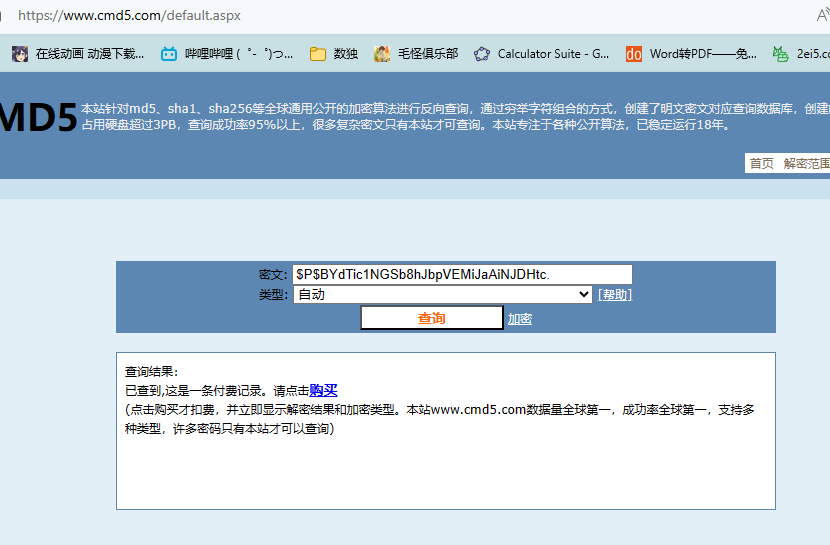 https://www.cmd5.com/default.aspx
在线动画 动漫下载... 哔哩哔哩 (゜-゜)つ... 数独 毛怪俱乐部 Calculator Suite - G... do Word转PDF——免... 2ei5.co
MD5
本站针对md5、sha1、sha256等全球通用公开的加密算法进行反向查询，通过穷举字符组合的方式，创建了明文密文对应查询数据库，创建
占用硬盘超过3PB，查询成功率95%以上，很多复杂密文只有本站才可查询。本站专注于各种公开算法，已稳定运行18年。
首页 解密范围
密文: $P$BYdTic1NGSb8hJbpVEMiJaAiNJDHtc.
类型: 自动 [帮助]
查询 加密
查询结果:
已查到,这是一条付费记录。请点击购买
(点击购买才扣费，并立即显示解密结果和加密类型。本站www.cmd5.com数据量全球第一，成功率全球第一，支持多
种类型，许多密码只有本站才可以查询)